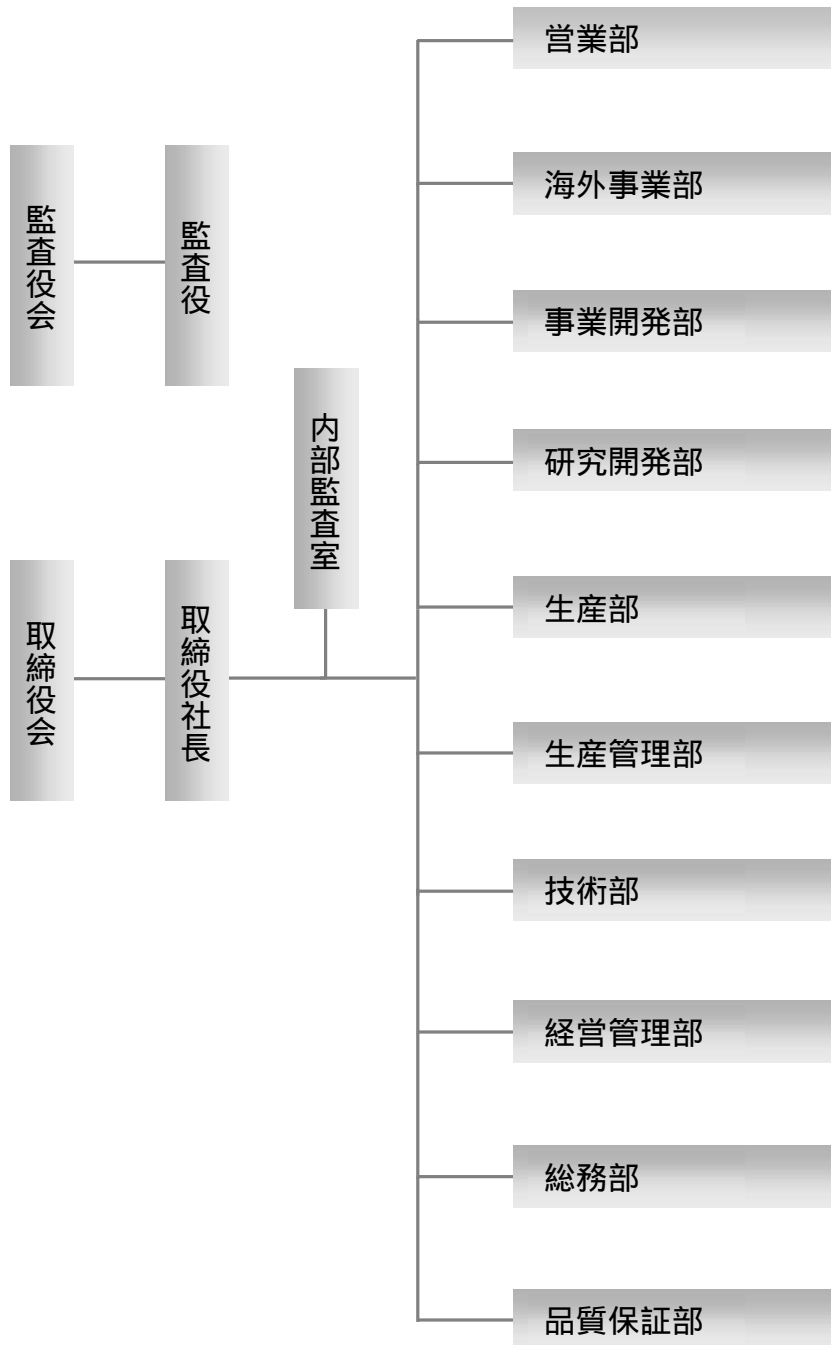 監査役会
監査役
取締役会
取締役社長
内部監査室
営業部
海外事業部
事業開発部
研究開発部
生産部
生産管理部
技術部
経営管理部
総務部
品質保証部